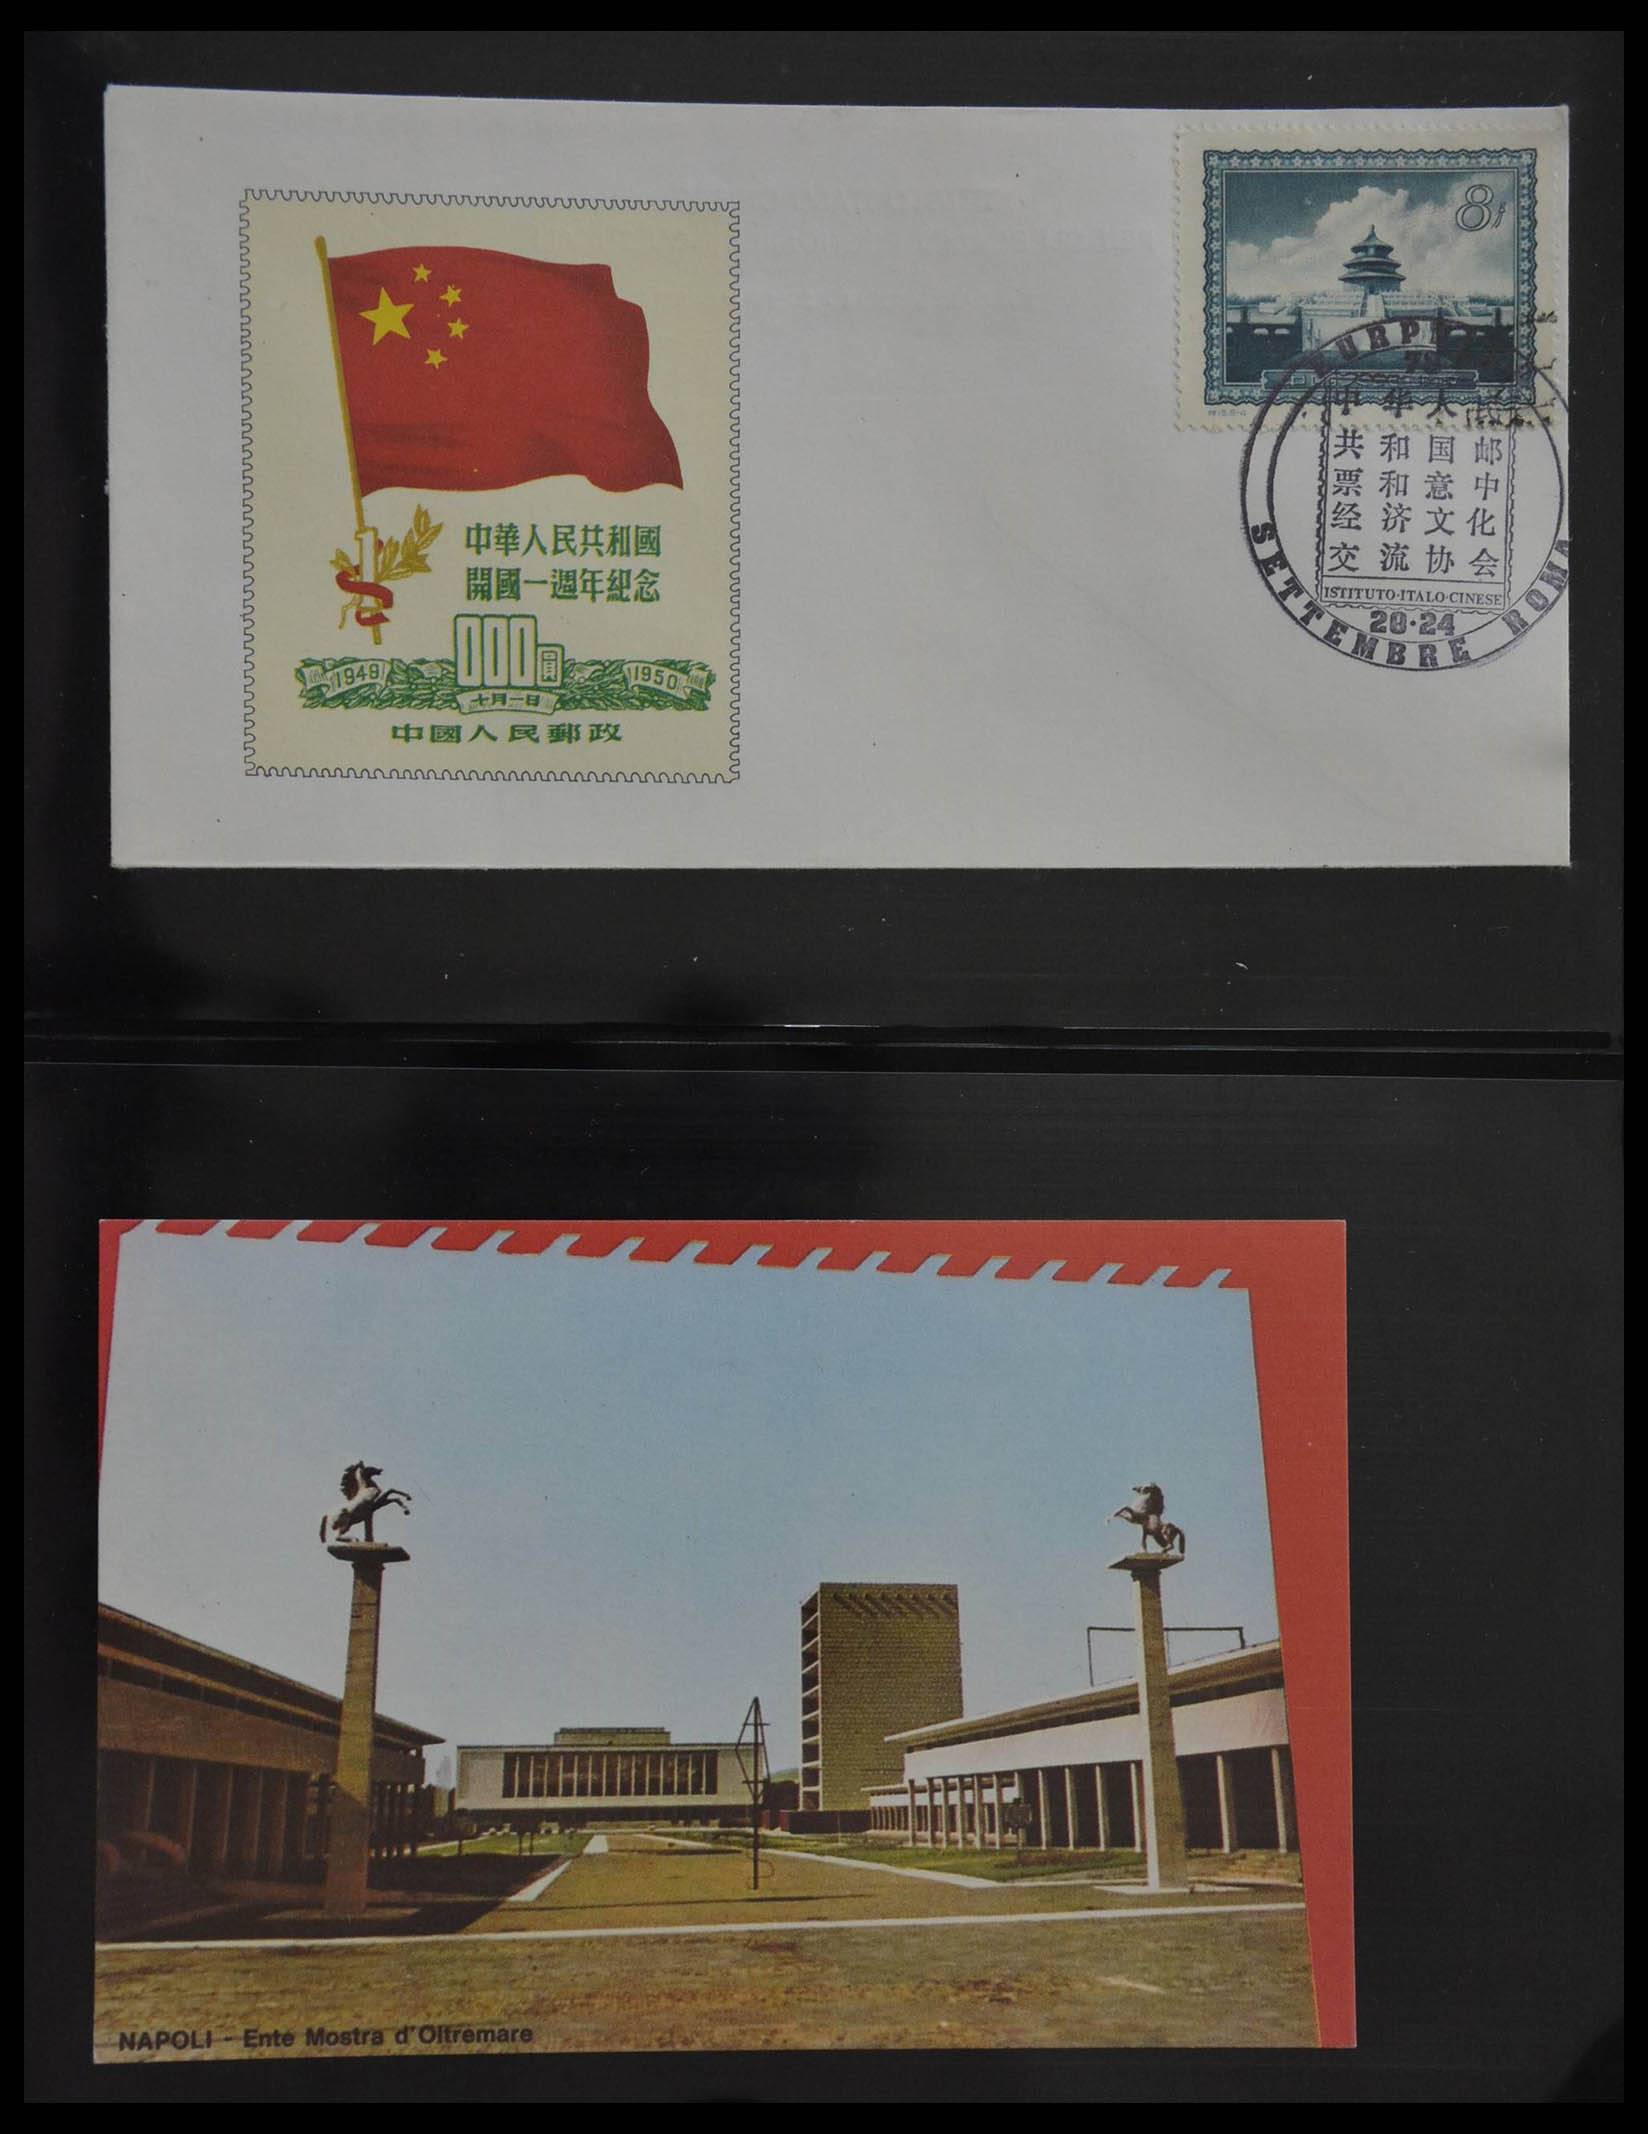 8分
中華人民共和國
開國一週年紀念
1949
1950
十月一日
中國人民郵政
79
中华人民
共和国邮
票和意中
经济文化
交流协会
ISTITUTO·ITALO·CINESE
20·24
SETTEMBRE ROMA
NAPOLI - Ente Mostra d'Oltremare